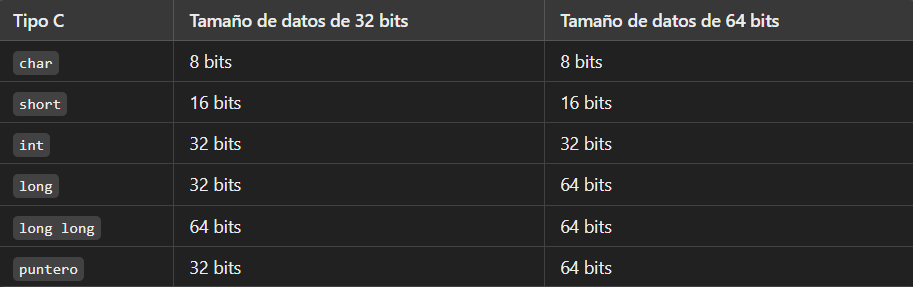 Tipo C Tamaño de datos de 32 bits Tamaño de datos de 64 bits
char 8 bits 8 bits
short 16 bits 16 bits
int 32 bits 32 bits
long 32 bits 64 bits
long long 64 bits 64 bits
puntero 32 bits 64 bits